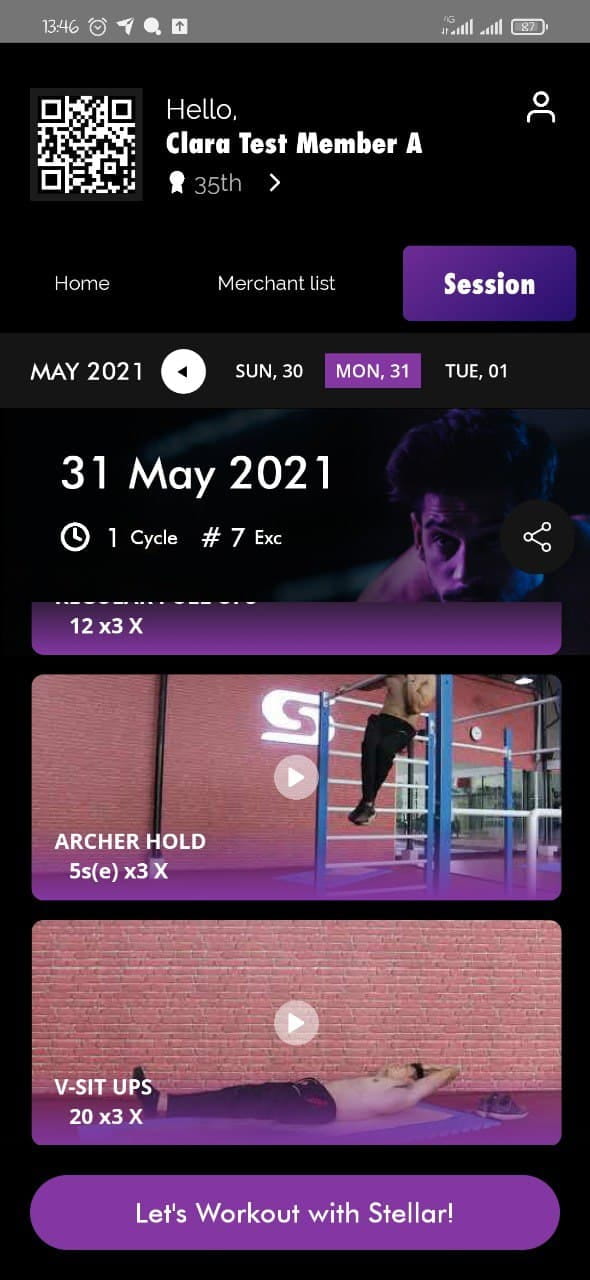 13:46
4G
87
Hello,
Clara Test Member A
35th
Home
Merchant list
Session
MAY 2021
SUN, 30
MON, 31
TUE, 01
31 May 2021
1 Cycle # 7 Exc
12 x3 X
S
ARCHER HOLD
5s(e) x3 X
V-SIT UPS
20 x3 X
Let's Workout with Stellar!